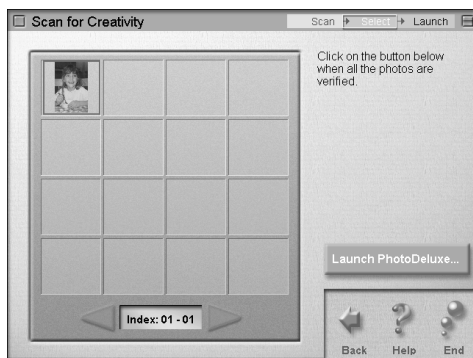 Scan for Creativity
Scan Select Launch
Click on the button below
when all the photos are
verified.
Launch PhotoDeluxe...
Index: 01 - 01
Back Help End